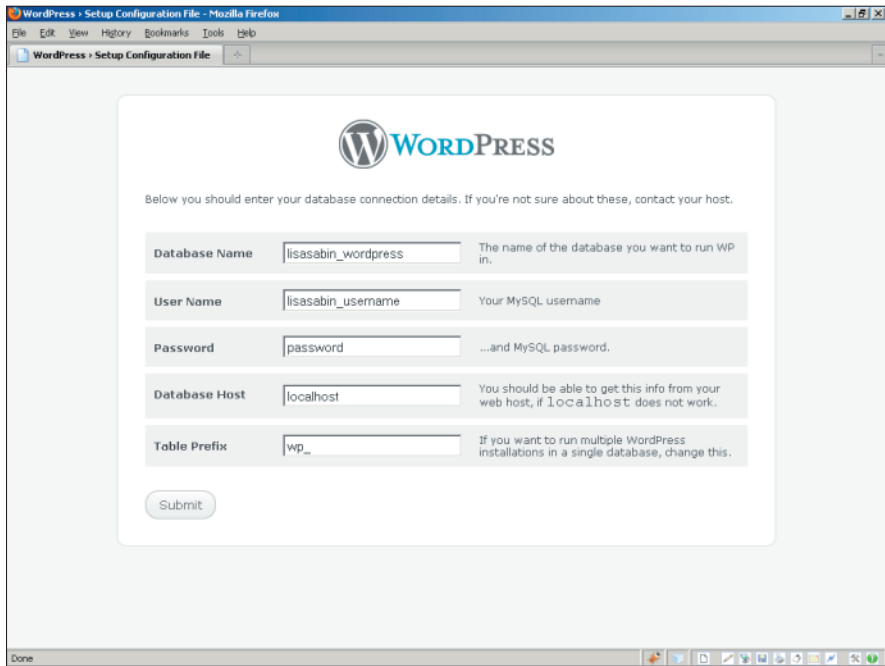 WordPress › Setup Configuration File - Mozilla Firefox
File Edit View History Bookmarks Tools Help
WordPress › Setup Configuration File
WORDPRESS
Below you should enter your database connection details. If you're not sure about these, contact your host.
Database Name lisasabin_wordpress The name of the database you want to run WP
in.
User Name lisasabin_username Your MySQL username
Password password ...and MySQL password.
Database Host localhost You should be able to get this info from your
web host, if localhost does not work.
Table Prefix wp_ If you want to run multiple WordPress
installations in a single database, change this.
Submit
Done